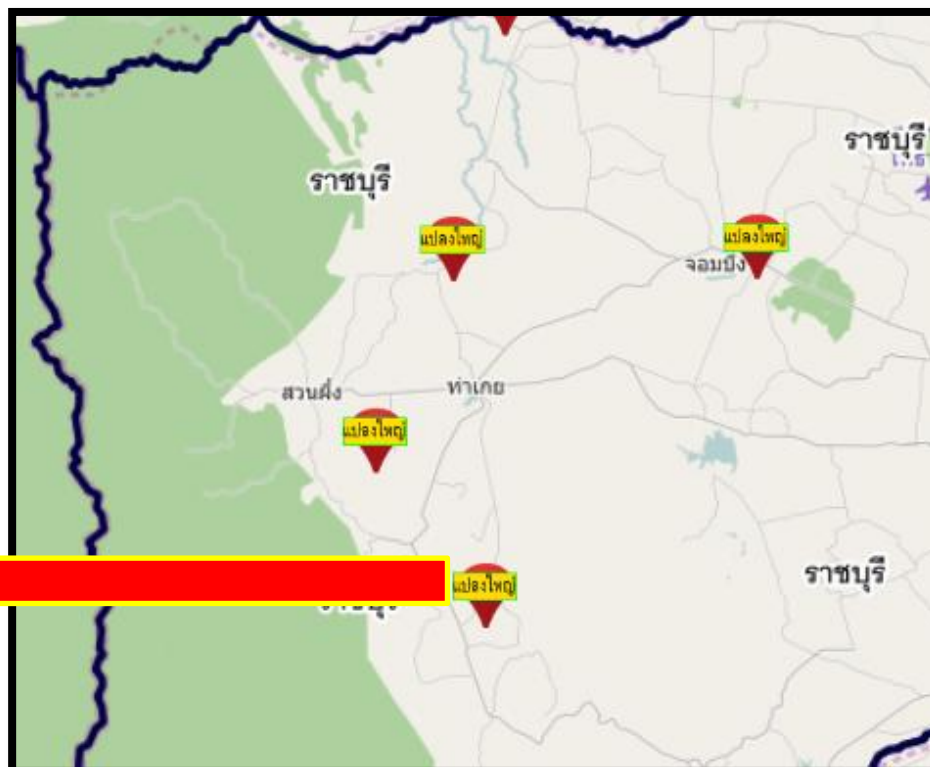 ราชบุรี
ราชบุรี
แปลงใหญ่
แปลงใหญ่
จอมบึง
สวนผึ้ง
ท่าเคย
แปลงใหญ่
แปลงใหญ่
ราชบุรี